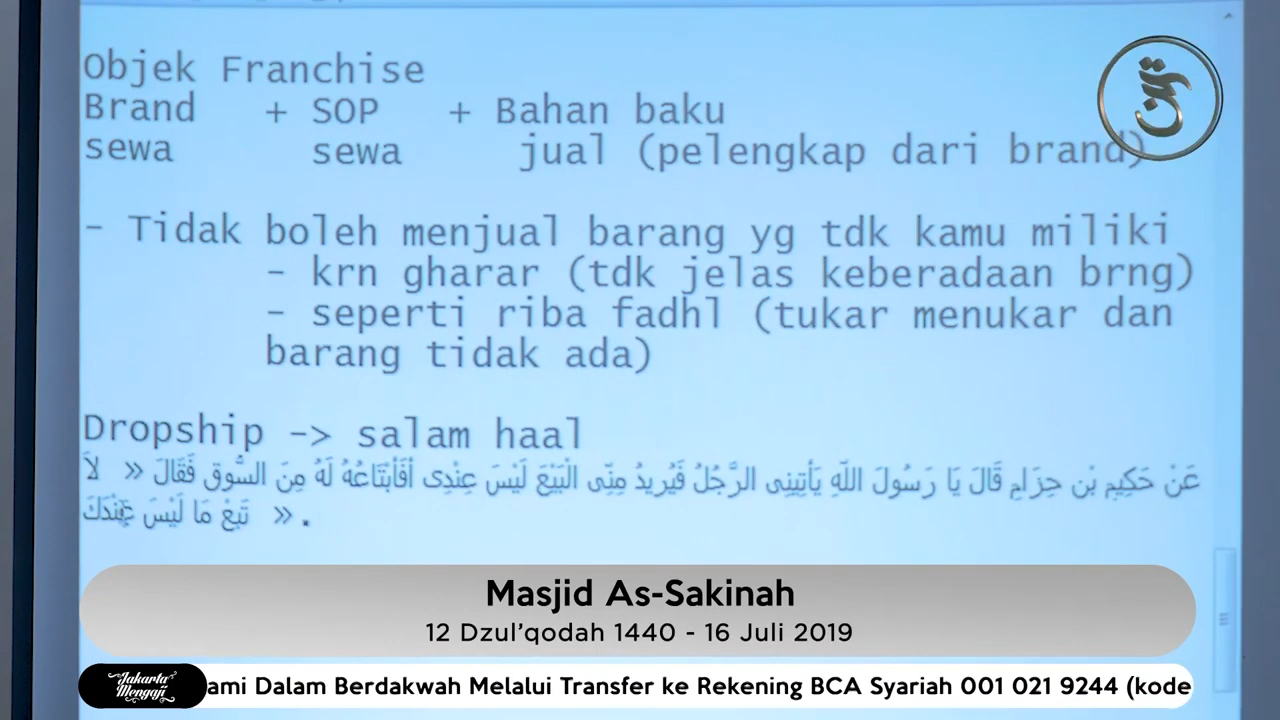 Objek Franchise
Brand + SOP + Bahan baku
sewa sewa jual (pelengkap dari brand)
- Tidak boleh menjual barang yg tdk kamu miliki
- krn gharar (tdk jelas keberadaan brng)
- seperti riba fadhl (tukar menukar dan
barang tidak ada)
Dropship -> salam haal
عَنْ حَكِيمِ بْنِ حِزَامٍ قَالَ يَا رَسُولَ اللَّهِ يَأْتِينِى الرَّجُلُ فَيُرِيدُ مِنِّى الْبَيْعَ لَيْسَ عِنْدِى أَفَأَبْتَاعُهُ لَهُ مِنَ السُّوقِ فَقَالَ « لاَ
تَبِعْ مَا لَيْسَ عِنْدَكَ » .
Masjid As-Sakinah
12 Dzul’qodah 1440 - 16 Juli 2019
Jakarta
Mengaji
ami Dalam Berdakwah Melalui Transfer ke Rekening BCA Syariah 001 021 9244 (kode